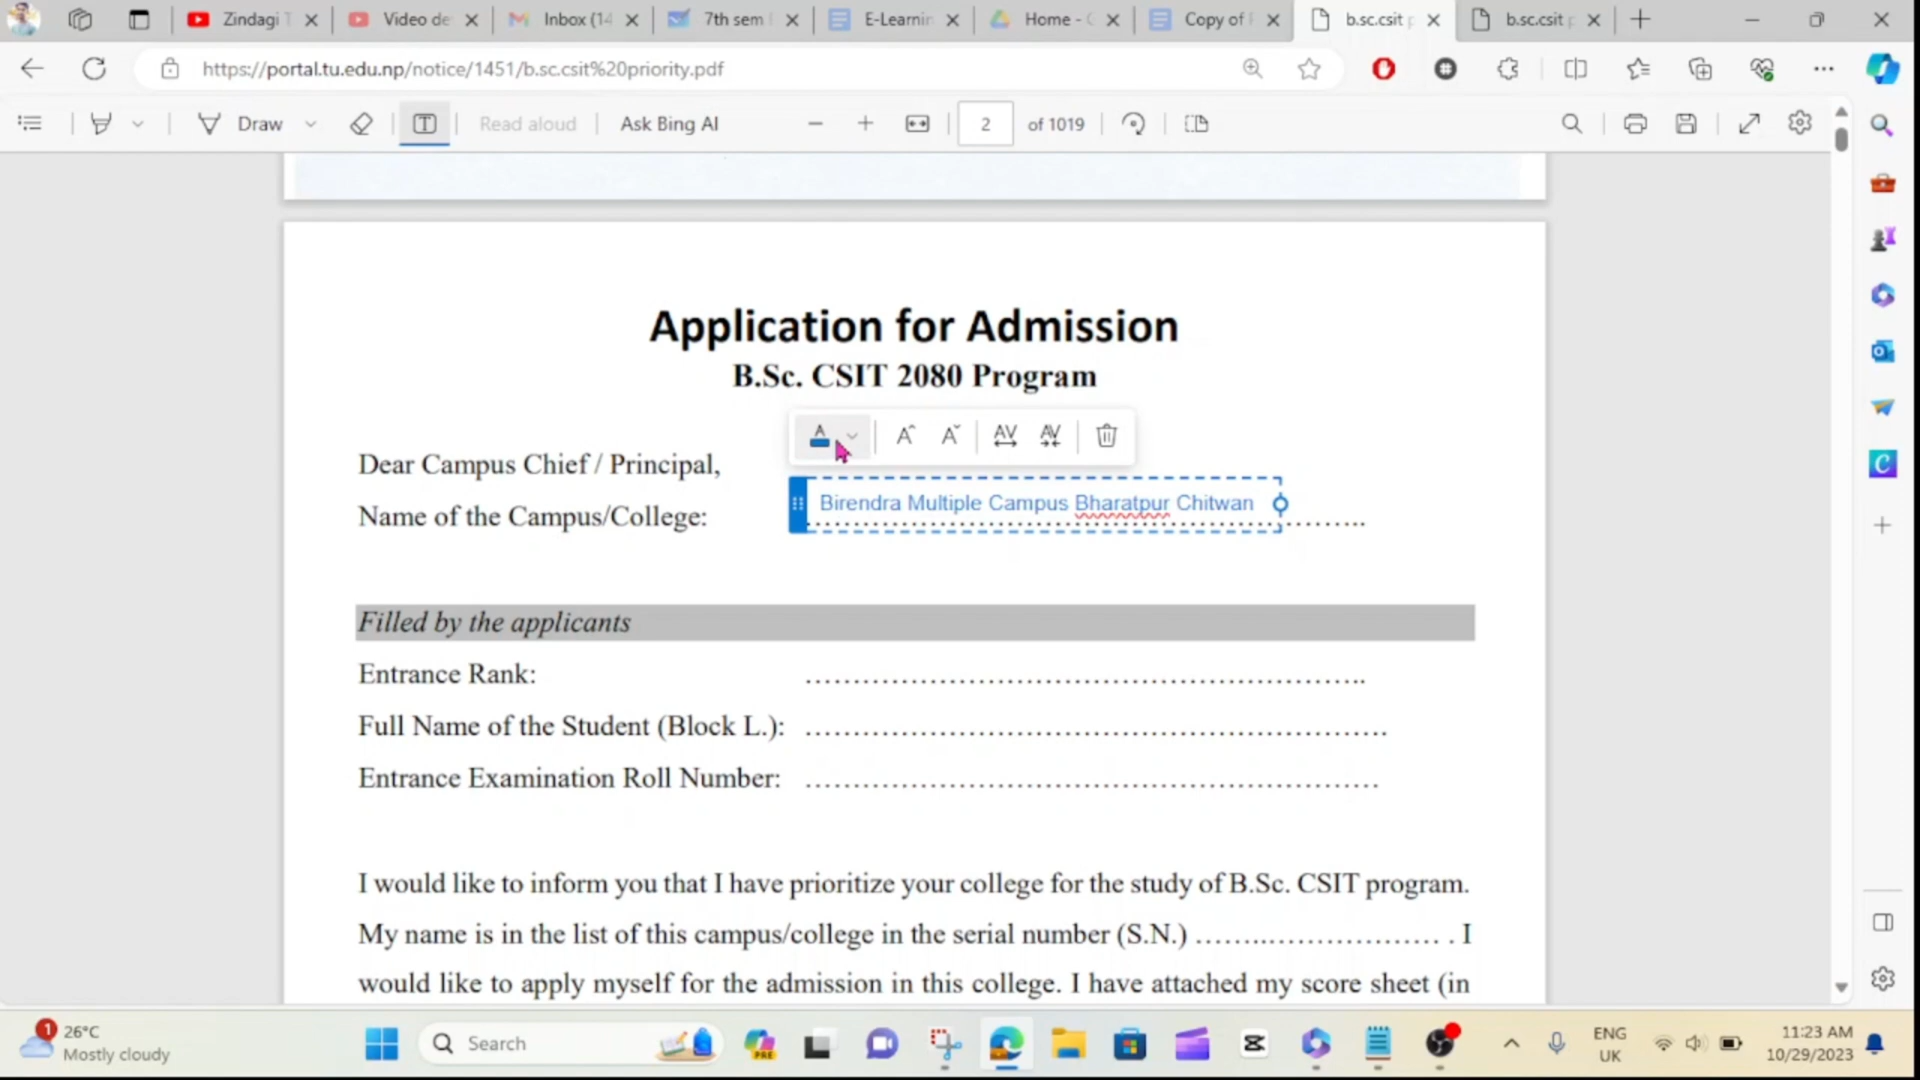 Zindagi
Video de
Inbox (14
7th sem
E-Learnin
Home -
Copy of
b.sc.csit
b.sc.csit
https://portal.tu.edu.np/notice/1451/b.sc.csit%20priority.pdf
Draw
Read aloud
Ask Bing AI
2 of 1019
Application for Admission
B.Sc. CSIT 2080 Program
Dear Campus Chief / Principal,
Birendra Multiple Campus Bharatpur Chitwan
Name of the Campus/College: ..
Filled by the applicants
Entrance Rank: ………………………………………………..
Full Name of the Student (Block L.): ………………………………………………….
Entrance Examination Roll Number: …………………………………………………
I would like to inform you that I have prioritize your college for the study of B.Sc. CSIT program.
My name is in the list of this campus/college in the serial number (S.N.) …….………………… . I
would like to apply myself for the admission in this college. I have attached my score sheet (in
1
26°C
Mostly cloudy
Search
PRE
ENG
UK
11:23 AM
10/29/2023